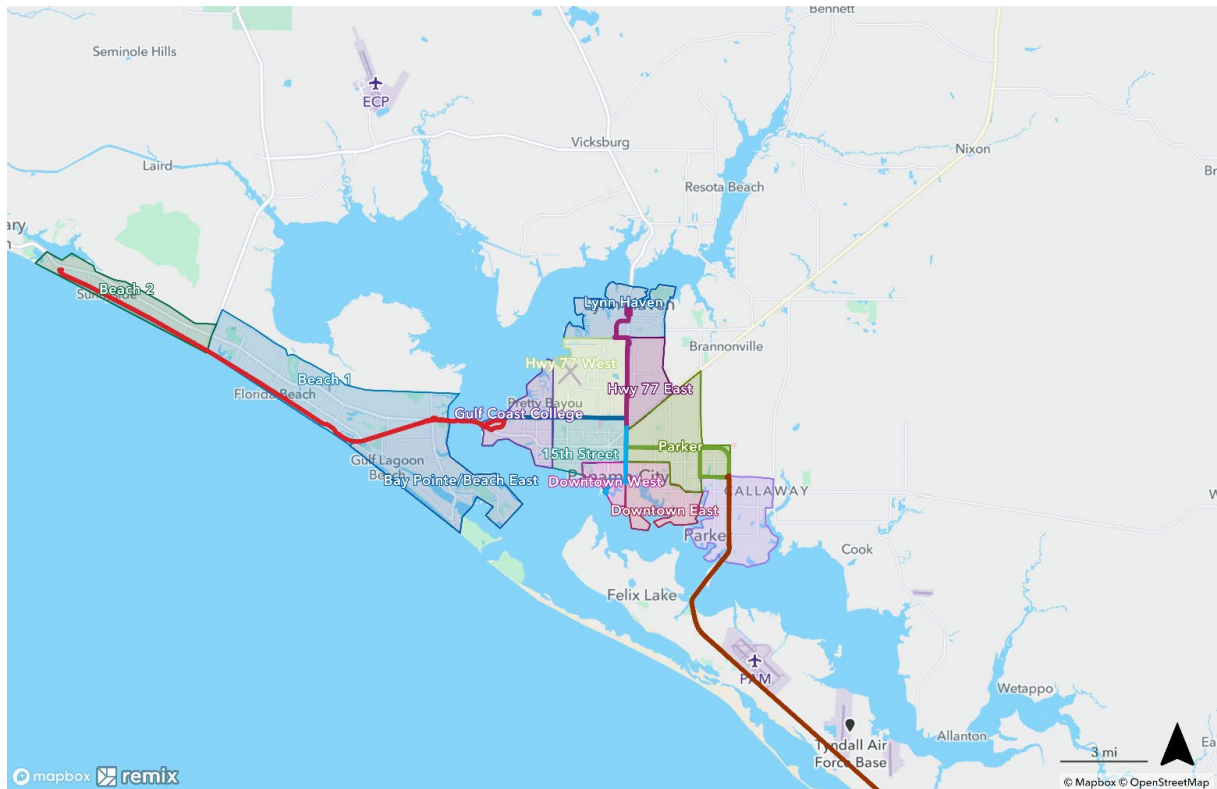 Bennett
Seminole Hills
ECP
Vicksburg
Nixon
Laird
Resota Beach
Beach 2
Lynn Haven
Brannonville
Hwy 77 West
Beach 1
Hwy 77 East
Florida Beach
Pretty Bayou
Gulf Coast College
Parker
15th Street
Gulf Lagoon
Beach
Bay Pointe/Beach East
Downtown West
CALLAWAY
Downtown East
Parker
Cook
Felix Lake
PAM
Wetappo
Tyndall Air
Force Base
Allanton
3 mi
mapbox remix
© Mapbox © OpenStreetMap